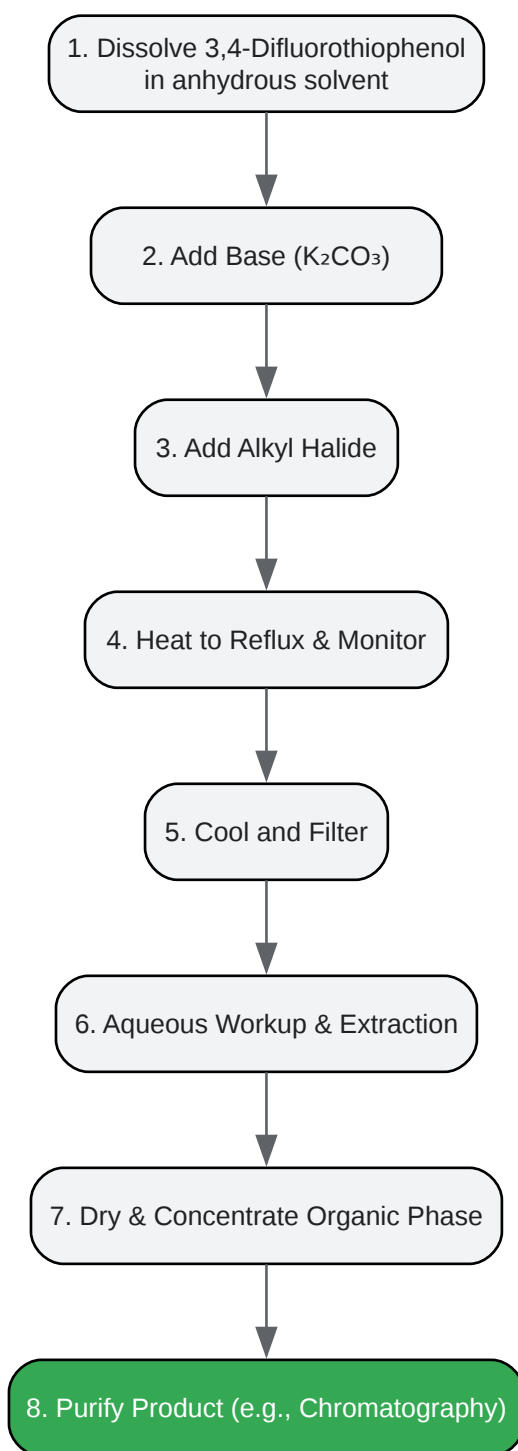 1. Dissolve 3,4-Difluorothiophenol
in anhydrous solvent
2. Add Base (K₂CO₃)
3. Add Alkyl Halide
4. Heat to Reflux & Monitor
5. Cool and Filter
6. Aqueous Workup & Extraction
7. Dry & Concentrate Organic Phase
8. Purify Product (e.g., Chromatography)